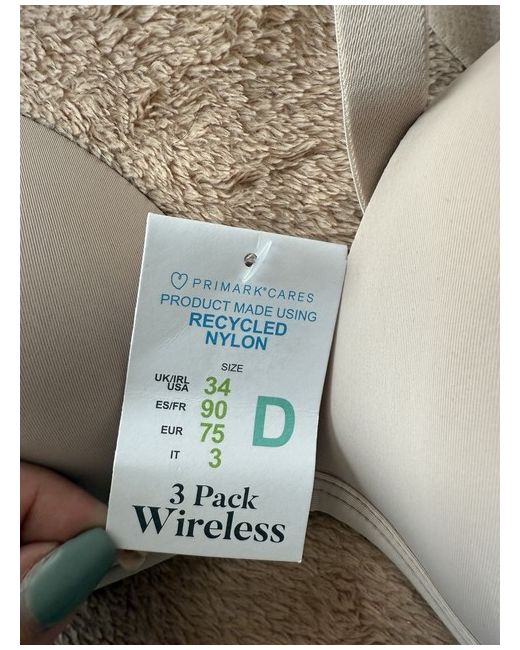 PRIMARK®CARES
PRODUCT MADE USING
RECYCLED
NYLON
SIZE
UK/IRL
USA 34
ES/FR 90
EUR 75
IT 3
D
3 Pack
Wireless